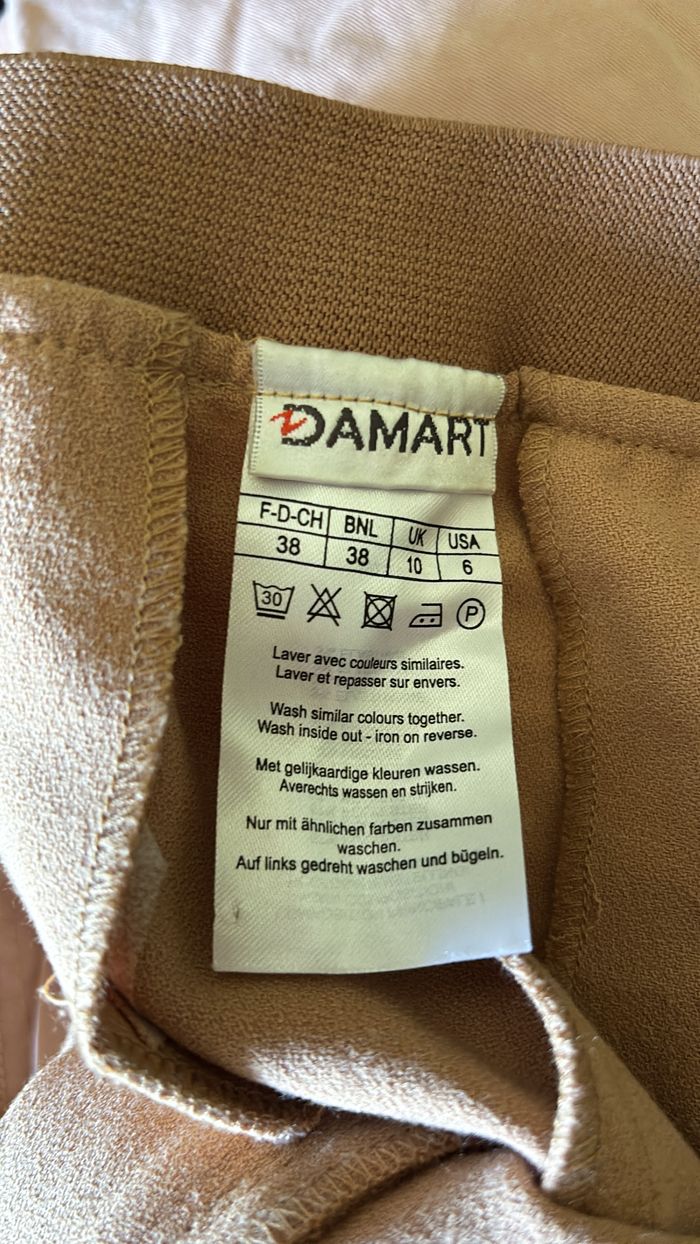 DAMART
F-D-CH BNL UK USA
38 38 10 6
30 P
Laver avec couleurs similaires.
Laver et repasser sur envers.
Wash similar colours together.
Wash inside out - iron on reverse.
Met gelijkaardige kleuren wassen.
Averechts wassen en strijken.
Nur mit ähnlichen farben zusammen
waschen.
Auf links gedreht waschen und bügeln.